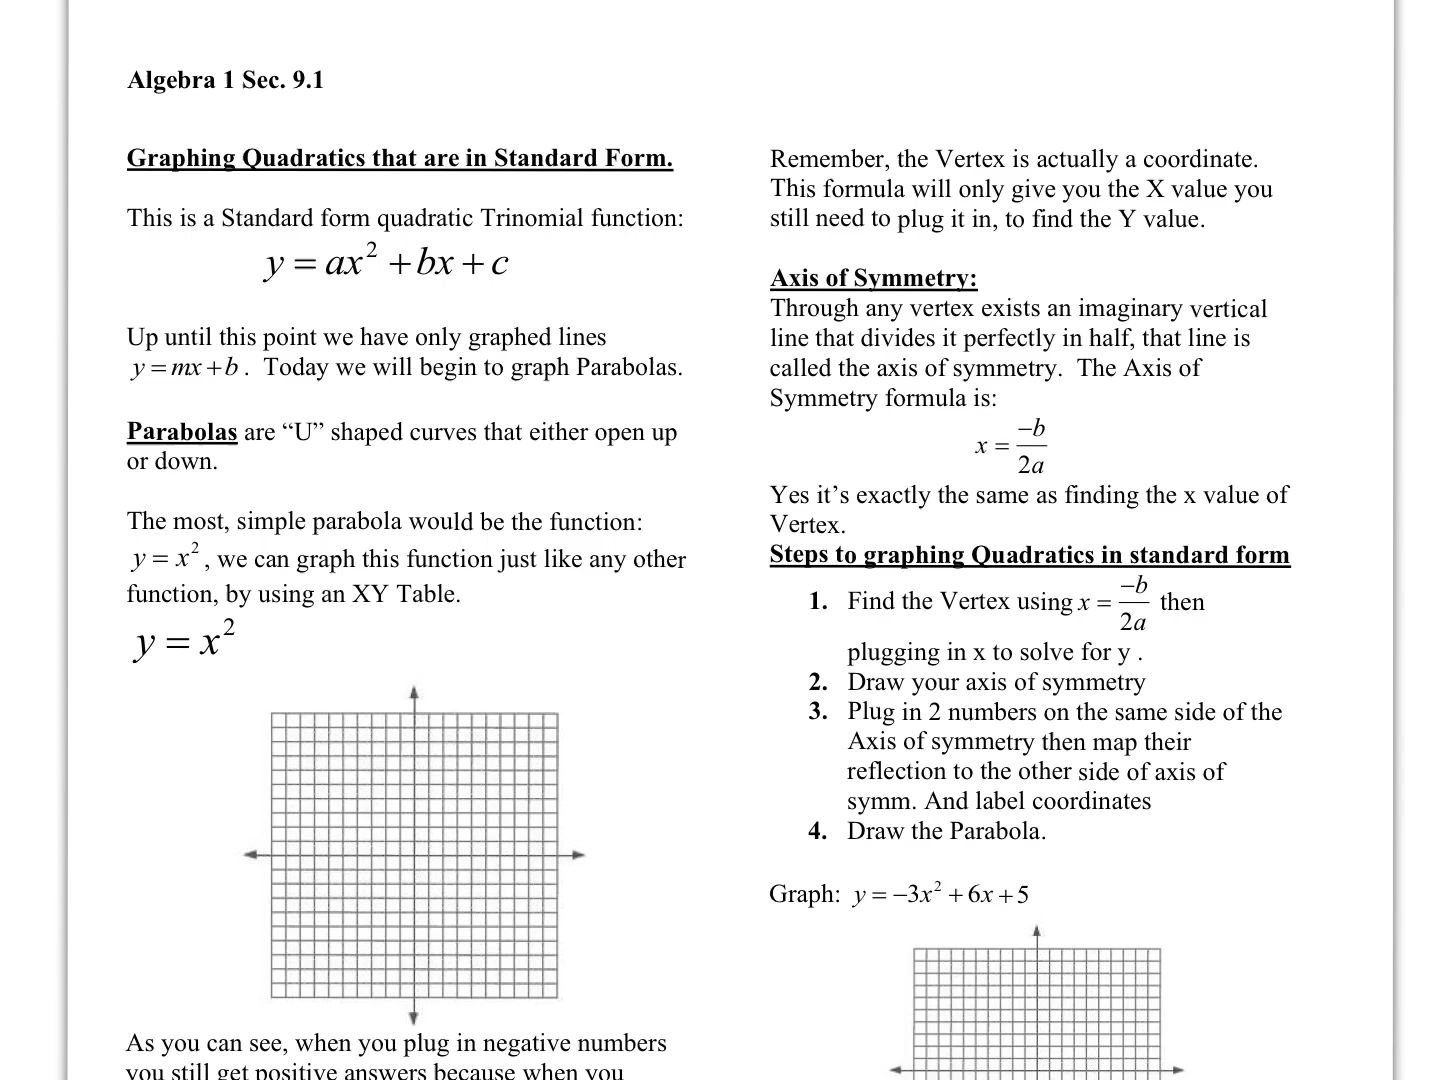 Algebra 1 Sec. 9.1
Graphing Quadratics that are in Standard Form.
This is a Standard form quadratic Trinomial function:
y = ax² + bx + c
Up until this point we have only graphed lines
y = mx + b .  Today we will begin to graph Parabolas.
Parabolas are “U” shaped curves that either open up
or down.
The most, simple parabola would be the function:
y = x² , we can graph this function just like any other
function, by using an XY Table.
y = x²
As you can see, when you plug in negative numbers
you still get positive answers because when you
Remember, the Vertex is actually a coordinate.
This formula will only give you the X value you
still need to plug it in, to find the Y value.
Axis of Symmetry:
Through any vertex exists an imaginary vertical
line that divides it perfectly in half, that line is
called the axis of symmetry.  The Axis of
Symmetry formula is:
x = −b/2a
Yes it’s exactly the same as finding the x value of
Vertex.
Steps to graphing Quadratics in standard form
1. Find the Vertex using x = −b/2a then
plugging in x to solve for y .
2. Draw your axis of symmetry
3. Plug in 2 numbers on the same side of the
Axis of symmetry then map their
reflection to the other side of axis of
symm. And label coordinates
4. Draw the Parabola.
Graph: y = −3x² + 6x + 5